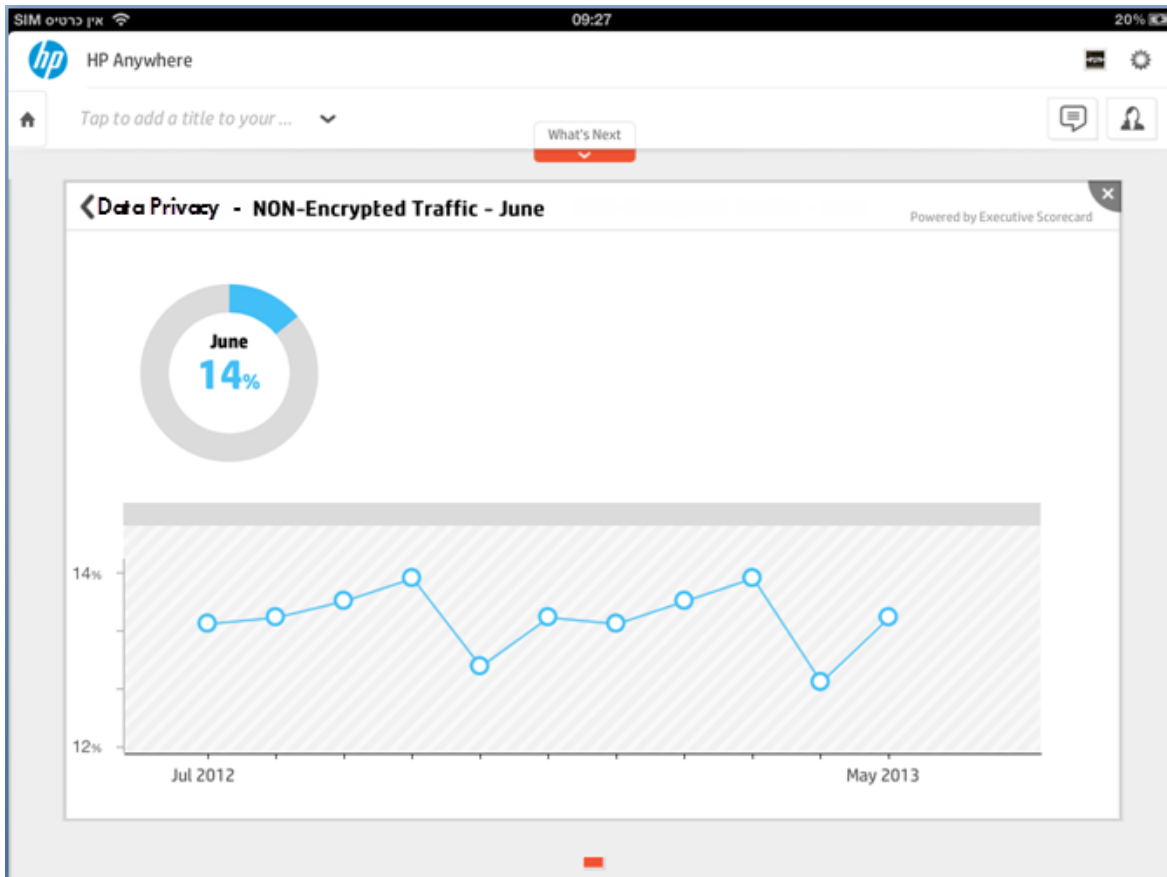 SIM אין כרטיס 09:27 20%
hp HP Anywhere
Tap to add a title to your ...
What's Next
Data Privacy - NON-Encrypted Traffic - June
Powered by Executive Scorecard
June
14%
14%
12%
Jul 2012 May 2013